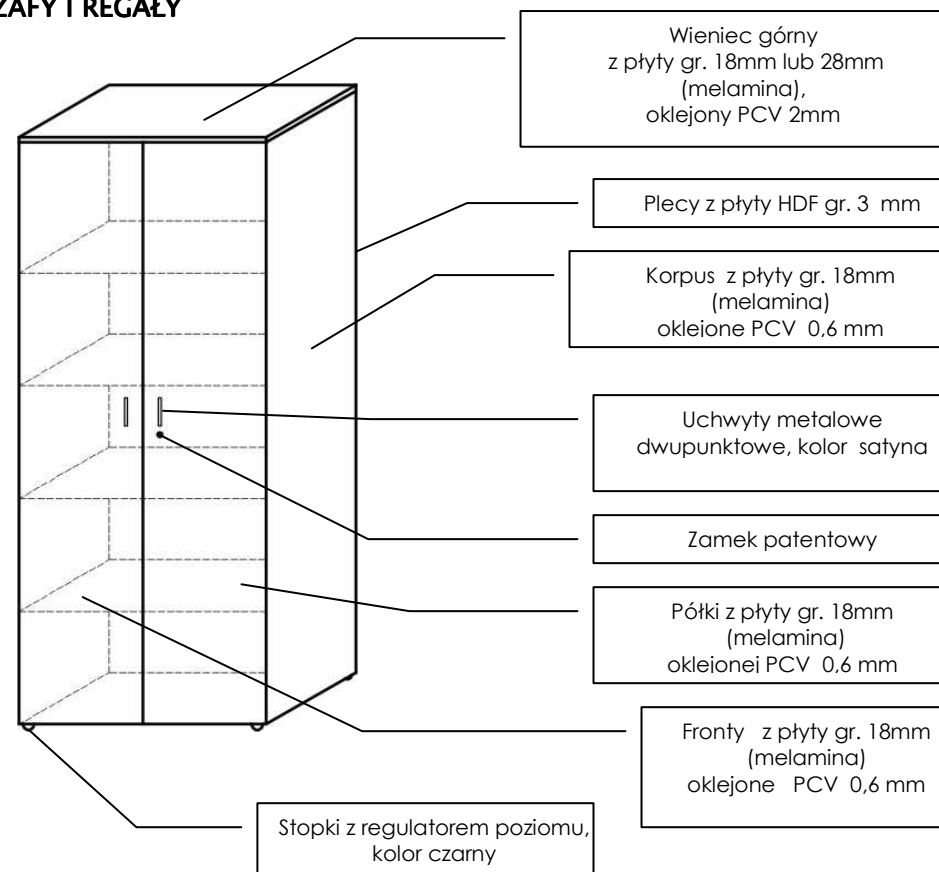 ZAFY I REGAŁY
Wieniec górny
z płyty gr. 18mm lub 28mm
(melamina),
oklejony PCV 2mm
Plecy z płyty HDF gr. 3 mm
Korpus z płyty gr. 18mm
(melamina)
oklejone PCV 0,6 mm
Uchwyty metalowe
dwupunktowe, kolor satyna
Zamek patentowy
Półki z płyty gr. 18mm
(melamina)
oklejonej PCV 0,6 mm
Fronty z płyty gr. 18mm
(melamina)
oklejone PCV 0,6 mm
Stopki z regulatorem poziomu,
kolor czarny